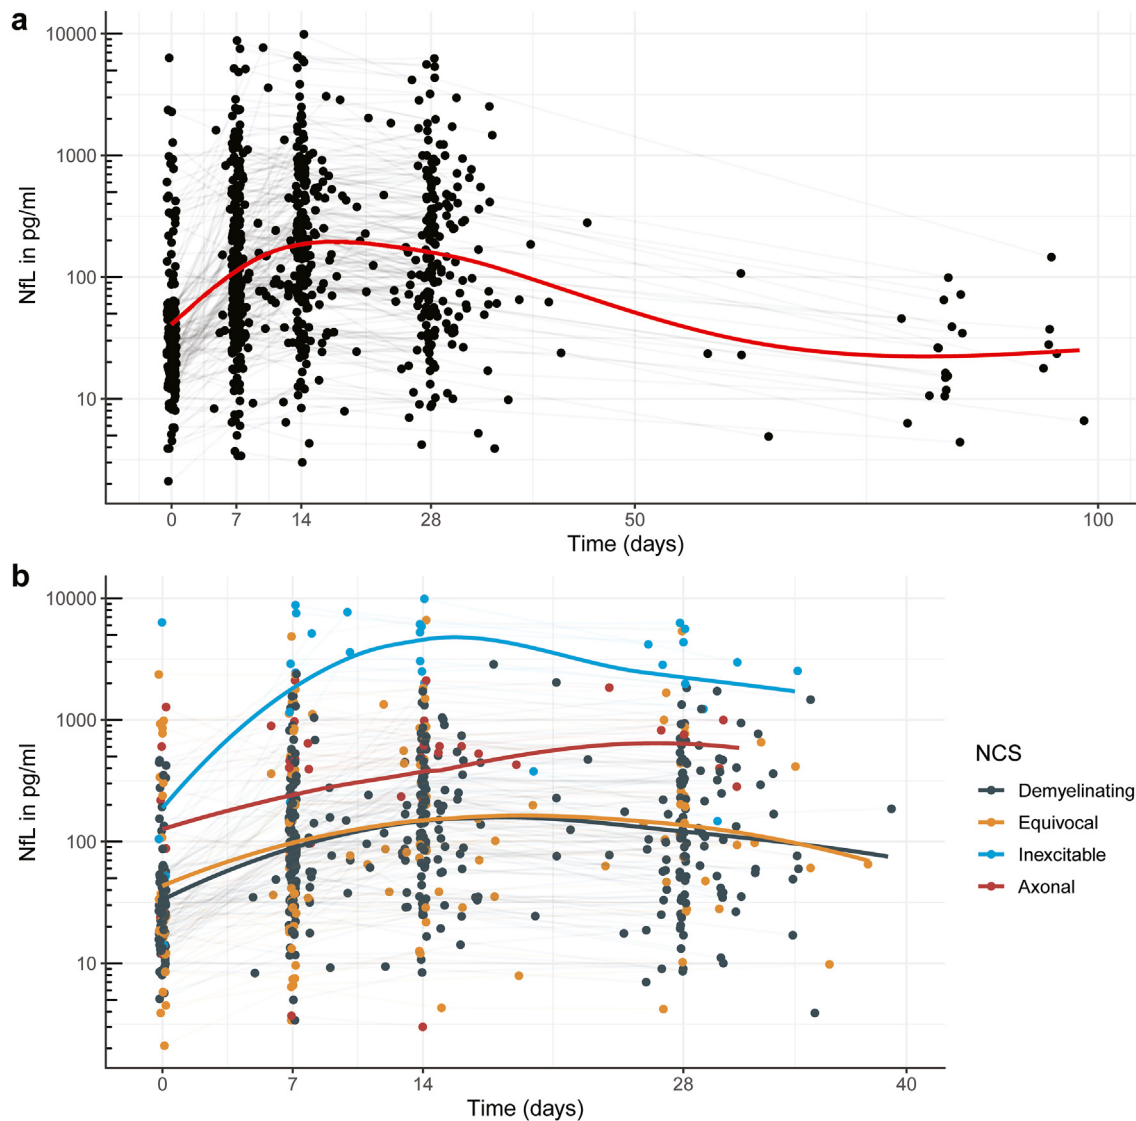 a
10000
1000
100
10
NfL in pg/ml
0 7 14 28 50 100
Time (days)
b
10000
1000
100
10
NfL in pg/ml
0 7 14 28 40
Time (days)
NCS
Demyelinating
Equivocal
Inexcitable
Axonal